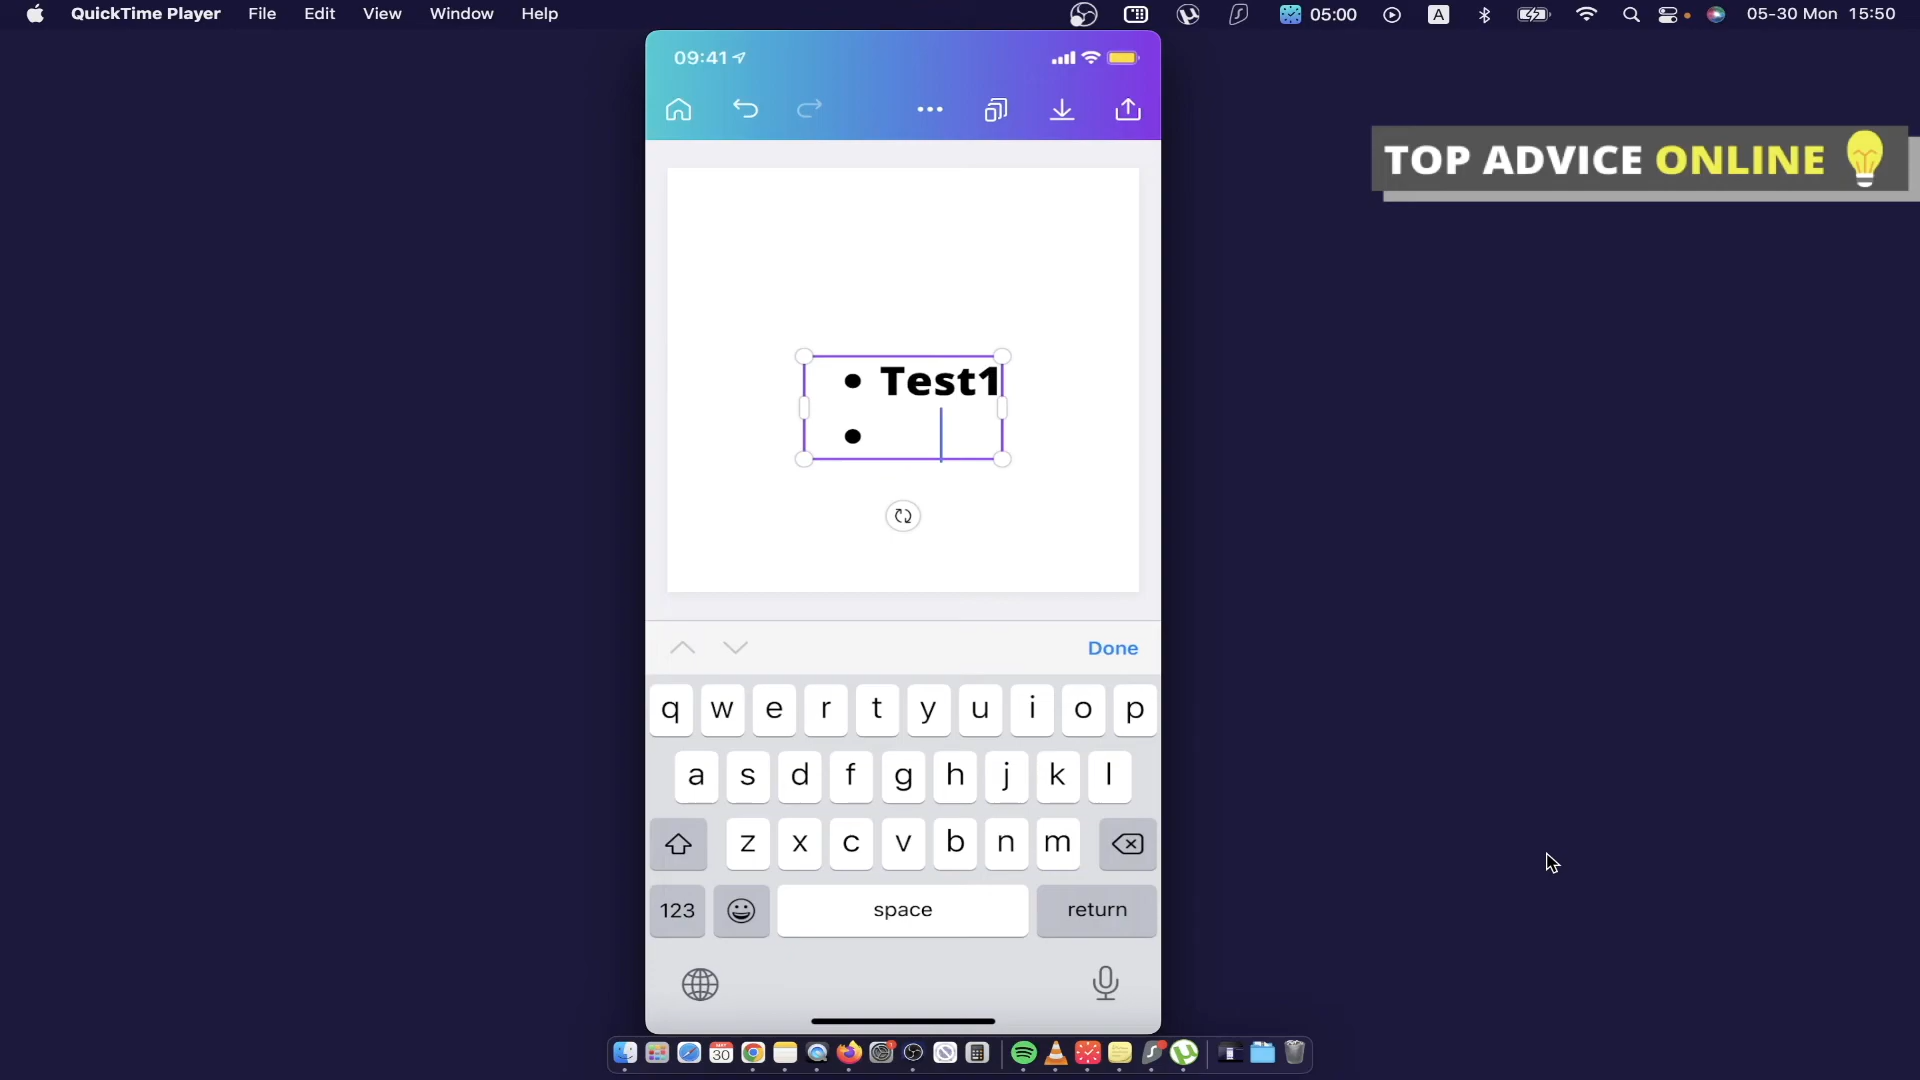 QuickTime Player File Edit View Window Help 05:00 A 05-30 Mon 15:50
09:41
TOP ADVICE ONLINE
• Test1
•
Done
q w e r t y u i o p
a s d f g h j k l
z x c v b n m
123 space return
30